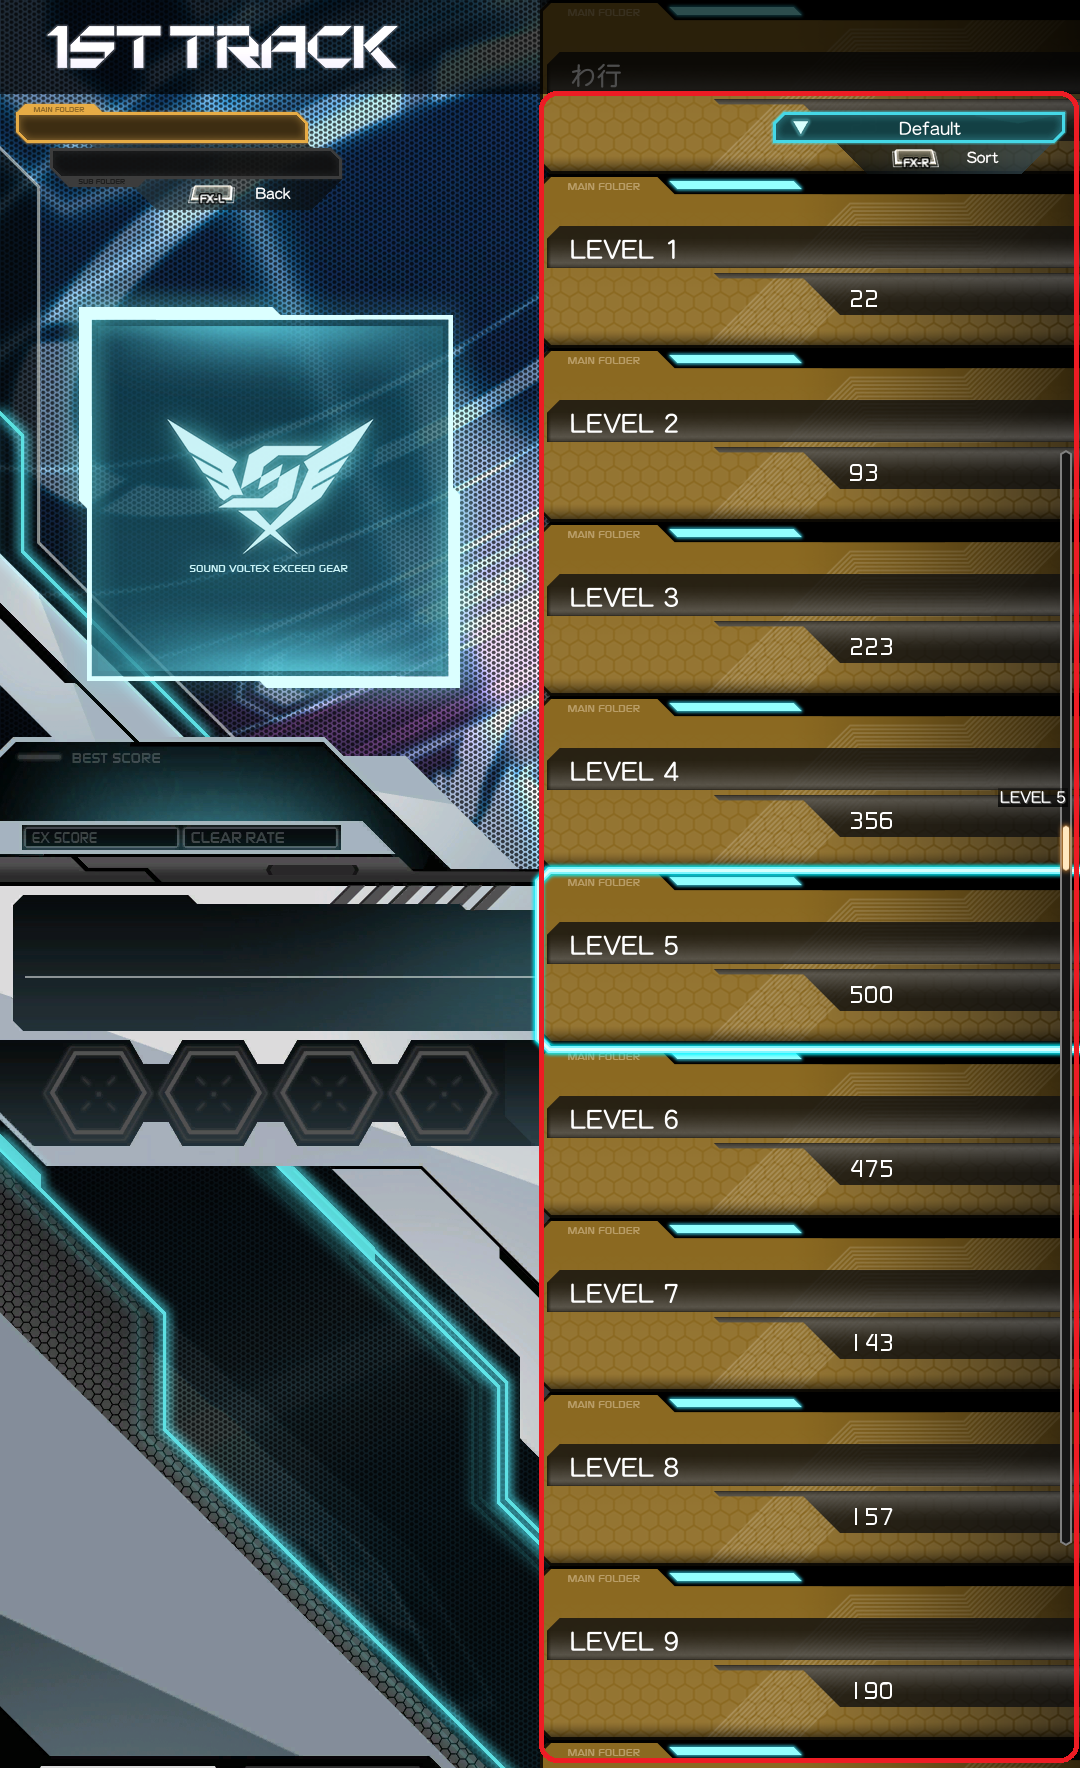 1ST TRACK
MAIN FOLDER
SUB FOLDER
FX-L Back
SOUND VOLTEX EXCEED GEAR
BEST SCORE
EX SCORE
CLEAR RATE
MAIN FOLDER
わ行
Default
FX-R Sort
MAIN FOLDER
LEVEL 1
22
MAIN FOLDER
LEVEL 2
93
MAIN FOLDER
LEVEL 3
223
MAIN FOLDER
LEVEL 4
LEVEL 5
356
MAIN FOLDER
LEVEL 5
500
MAIN FOLDER
LEVEL 6
475
MAIN FOLDER
LEVEL 7
143
MAIN FOLDER
LEVEL 8
157
MAIN FOLDER
LEVEL 9
190
MAIN FOLDER